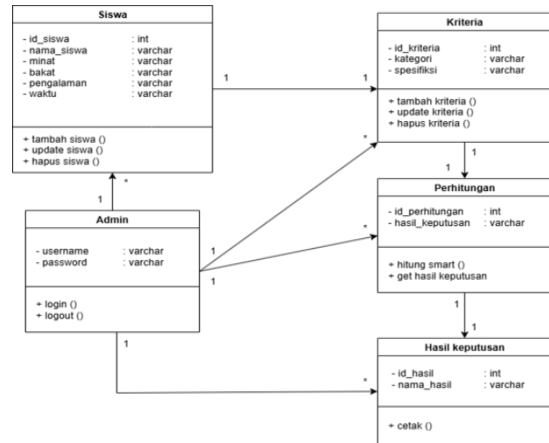 Siswa
- id_siswa : int
- nama_siswa : varchar
- minat : varchar
- bakat : varchar
- pengalaman : varchar
- waktu : varchar
+ tambah siswa ()
+ update siswa ()
+ hapus siswa ()
Kriteria
- id_kriteria : int
- kategori : varchar
- spesifiksi : varchar
+ tambah kriteria ()
+ update kriteria ()
+ hapus kriteria ()
1
1
*
1
1
1
*
Admin
- username : varchar
- password : varchar
+ login ()
+ logout ()
1
1
*
Perhitungan
- id_perhitungan : int
- hasil_keputusan : varchar
+ hitung smart ()
+ get hasil keputusan
1
1
1
*
Hasil keputusan
- id_hasil : int
- nama_hasil : varchar
+ cetak ()